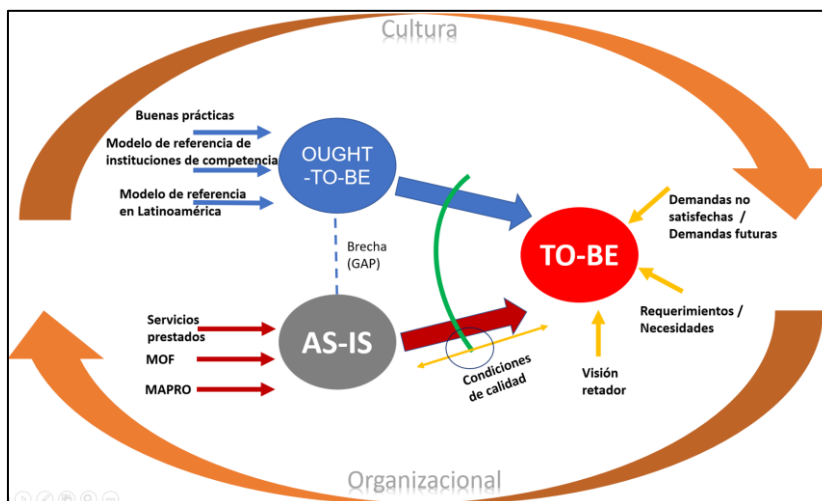 Cultura
Buenas prácticas
Modelo de referencia de
instituciones de competencia
Modelo de referencia
en Latinoamérica
OUGHT
-TO-BE
Brecha
(GAP)
Servicios
prestados
MOF
MAPRO
AS-IS
Condiciones
de calidad
TO-BE
Demandas no
satisfechas /
Demandas futuras
Requerimientos /
Necesidades
Visión
retador
Organizacional